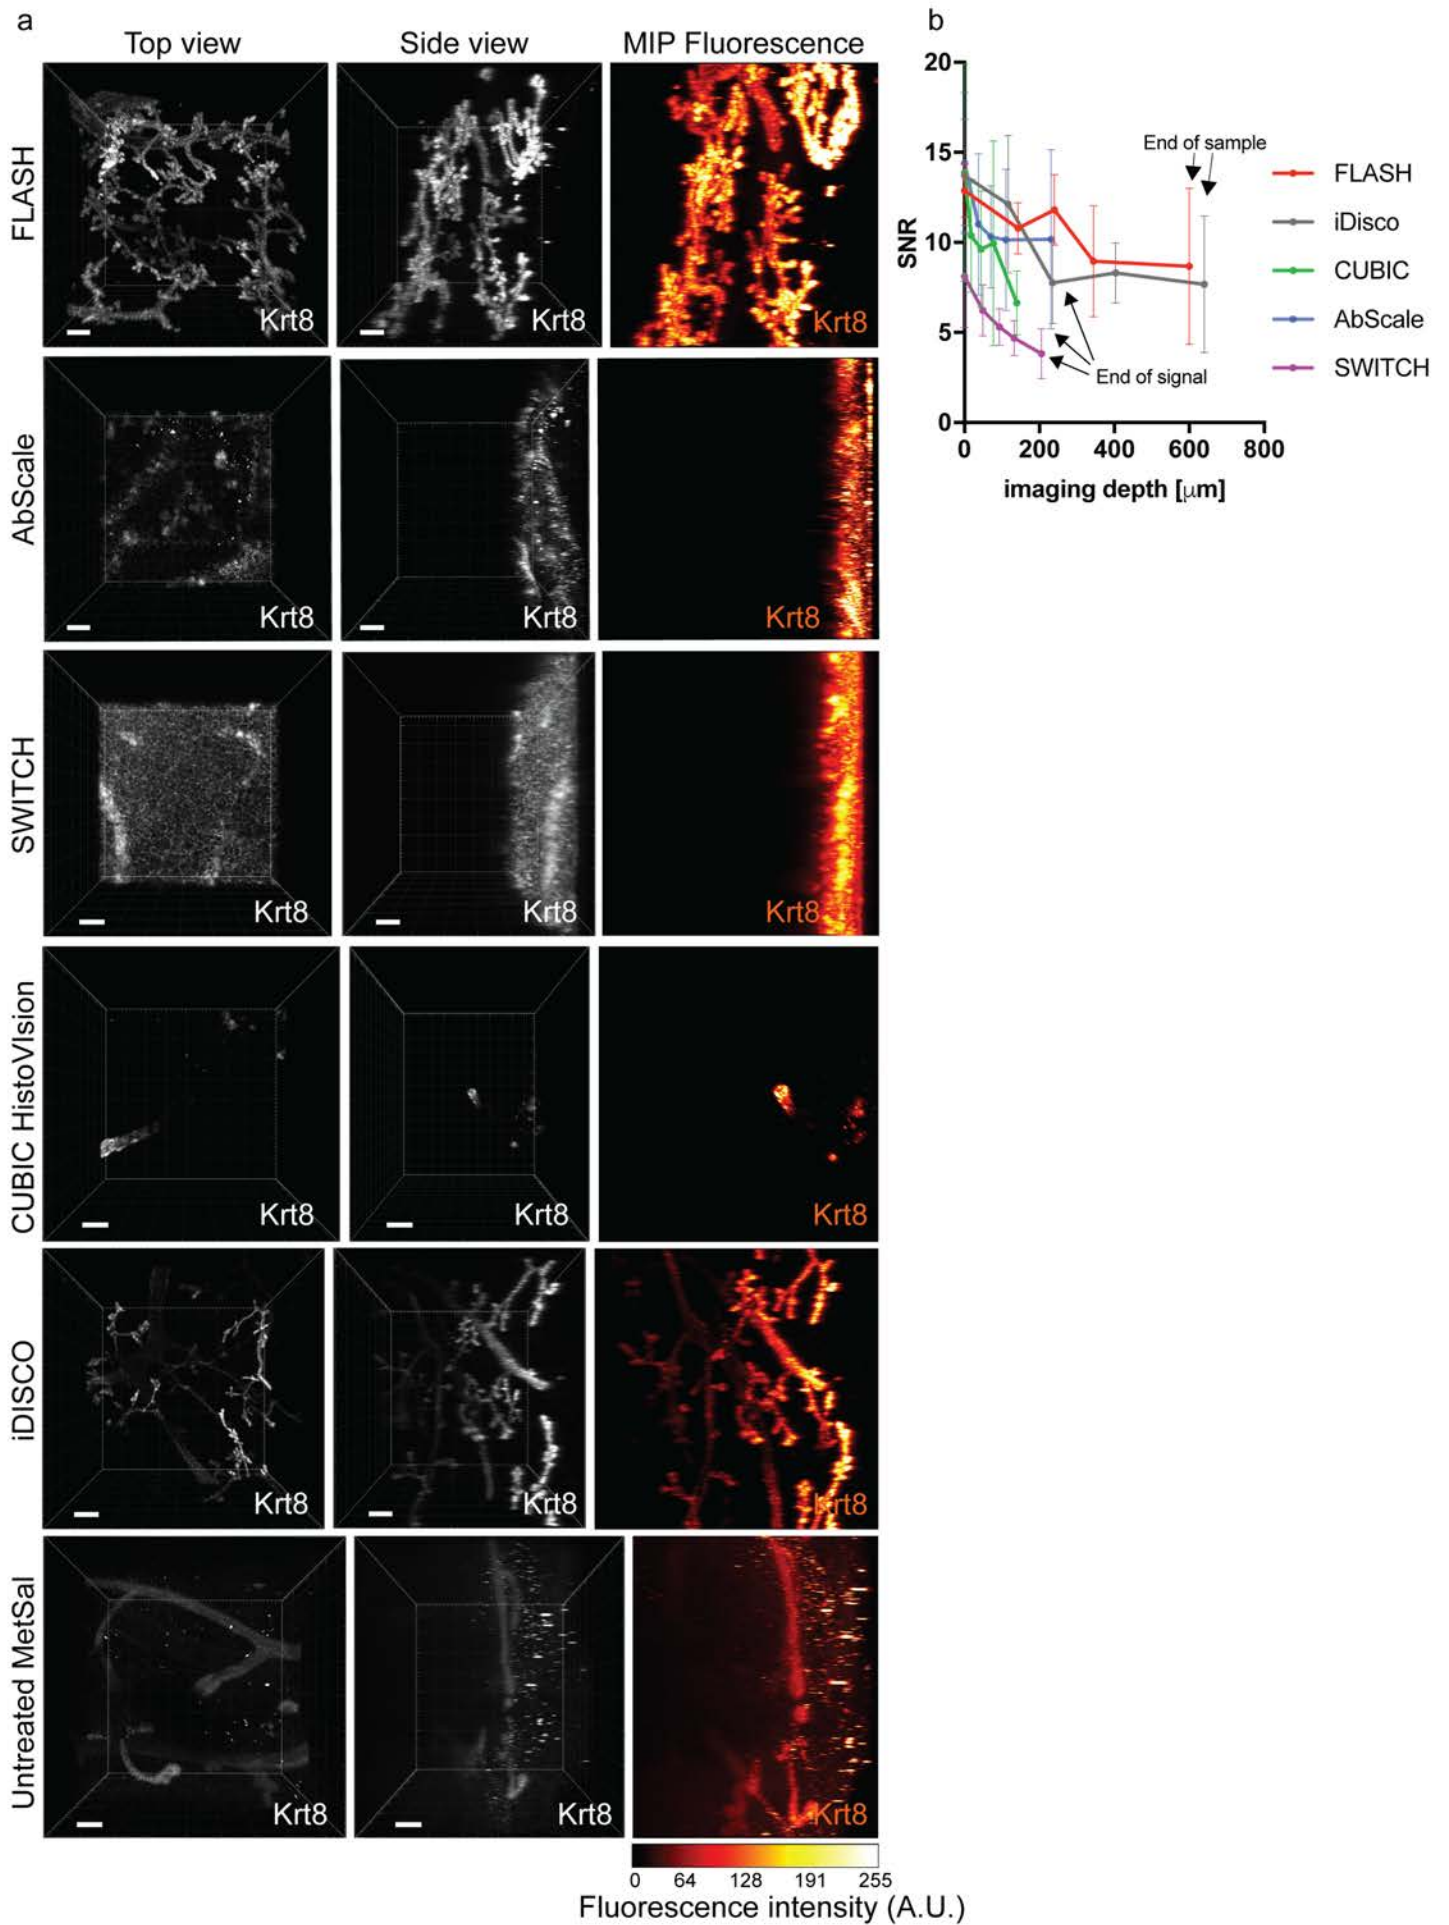 a
Top view
Side view
MIP Fluorescence
FLASH
Krt8
Krt8
Krt8
AbScale
Krt8
Krt8
Krt8
SWITCH
Krt8
Krt8
Krt8
CUBIC HistoVIsion
Krt8
Krt8
Krt8
iDISCO
Krt8
Krt8
Krt8
Untreated MetSal
Krt8
Krt8
Krt8
0 64 128 191 255
Fluorescence intensity (A.U.)
b
20
15
10
5
0
SNR
0 200 400 600 800
imaging depth [μm]
End of sample
End of signal
FLASH
iDisco
CUBIC
AbScale
SWITCH